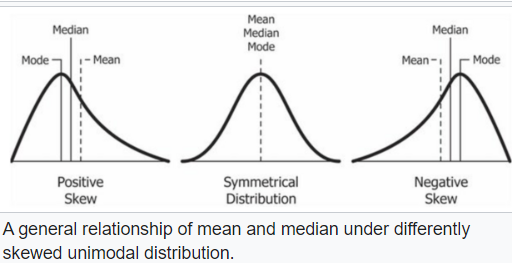 Median
Mode
Mean
Positive
Skew
Mean
Median
Mode
Symmetrical
Distribution
Median
Mean
Mode
Negative
Skew
A general relationship of mean and median under differently
skewed unimodal distribution.